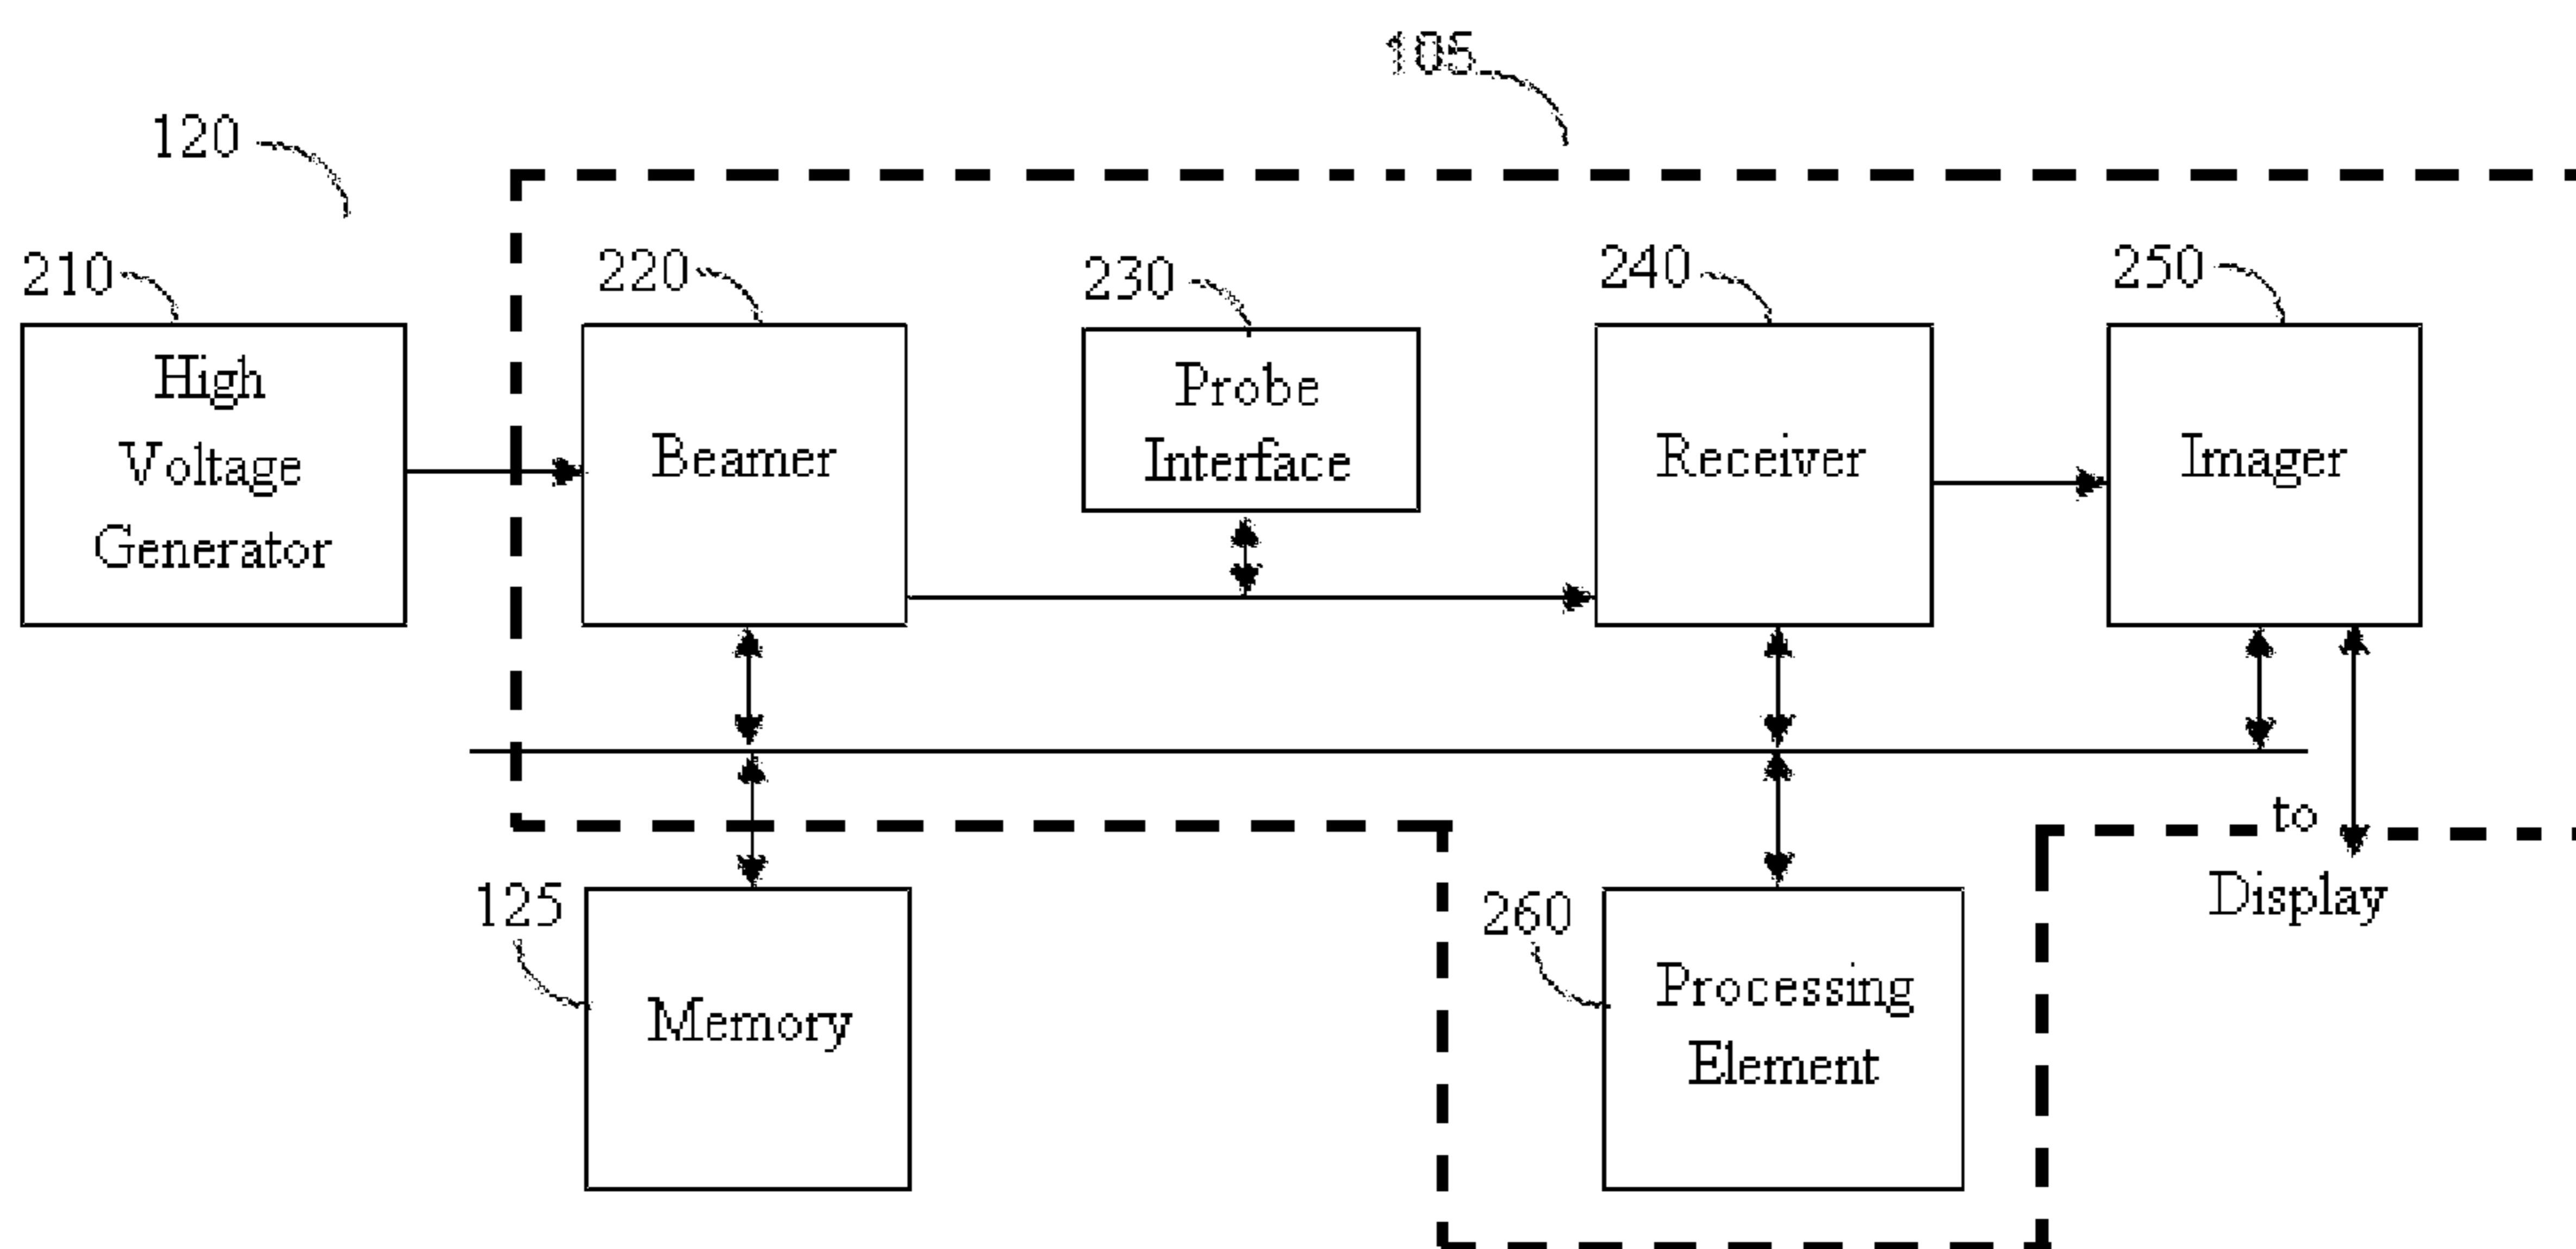 105
120
210
220
230
240
250
High
Voltage
Generator
Beamer
Probe
Interface
Receiver
Imager
to
Display
125
Memory
260
Processing
Element